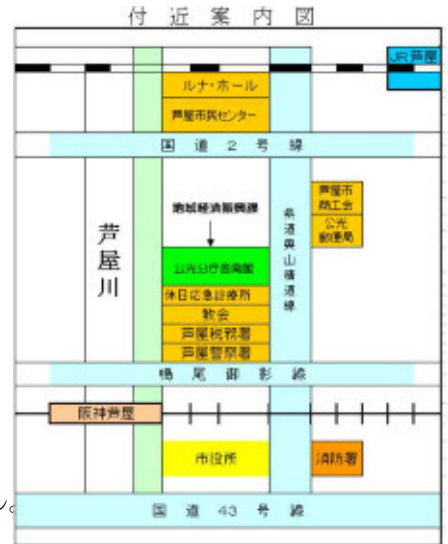 付近案内図
JR芦屋
ルナ・ホール
芦屋市民センター
国道2号線
芦屋市
商工会
公光
郵便局
地域経済振興課
芦屋川
県道奥山精道線
公光分庁舎南館
休日応急診療所
教会
芦屋税務署
芦屋警察署
鳴尾御影線
阪神芦屋
市役所
消防署
国道43号線